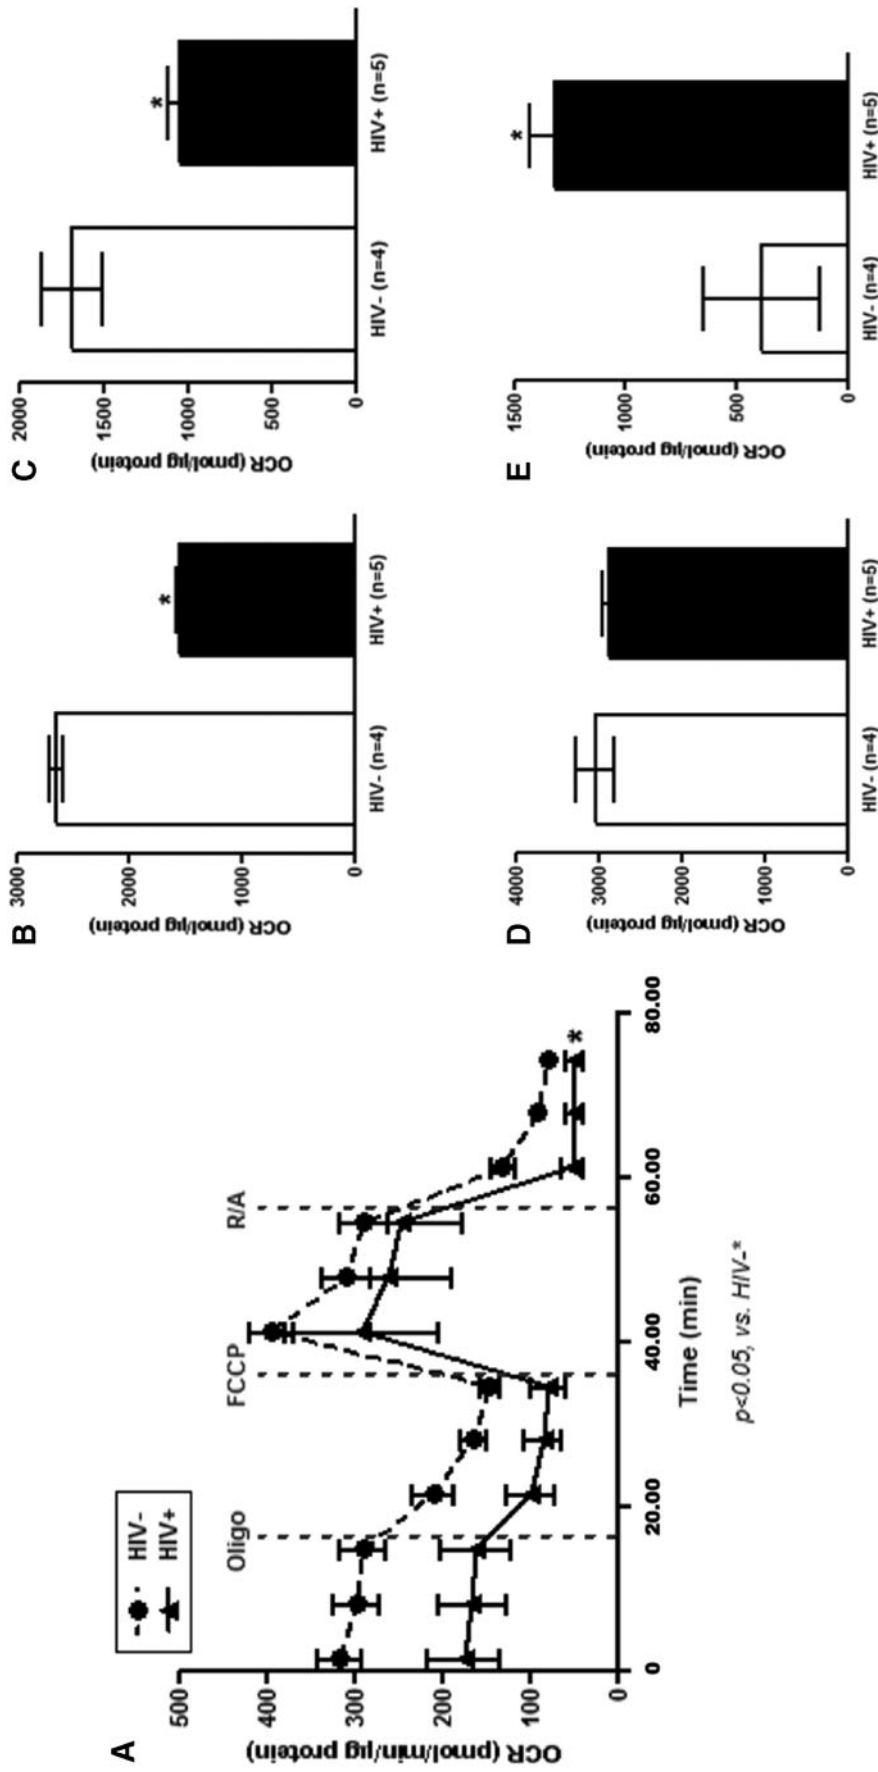 A
HIV-
HIV+
Oligo
FCCP
R/A
OCR (pmol/min/µg protein)
500
400
300
200
100
0
0
20.00
40.00
60.00
80.00
*
Time (min)
p<0.05, vs. HIV-*
B
OCR (pmol/µg protein)
3000
2000
1000
0
*
HIV- (n=4)
HIV+ (n=5)
C
OCR (pmol/µg protein)
2000
1500
1000
500
0
*
HIV- (n=4)
HIV+ (n=5)
D
OCR (pmol/µg protein)
4000
3000
2000
1000
0
HIV- (n=4)
HIV+ (n=5)
E
OCR (pmol/µg protein)
1500
1000
500
0
*
HIV- (n=4)
HIV+ (n=5)